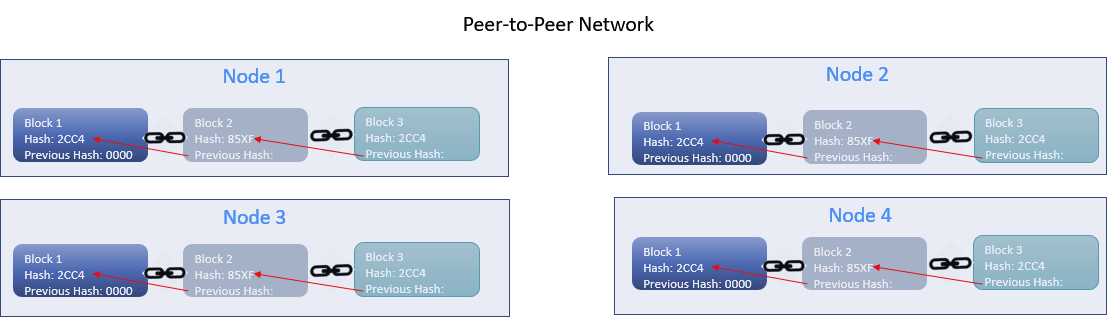 Peer-to-Peer Network
Node 1
Block 1
Hash: 2CC4
Previous Hash: 0000
Block 2
Hash: 85XF
Previous Hash:
Block 3
Hash: 2CC4
Previous Hash:
Node 2
Block 1
Hash: 2CC4
Previous Hash: 0000
Block 2
Hash: 85XF
Previous Hash:
Block 3
Hash: 2CC4
Previous Hash:
Node 3
Block 1
Hash: 2CC4
Previous Hash: 0000
Block 2
Hash: 85XF
Previous Hash:
Block 3
Hash: 2CC4
Previous Hash:
Node 4
Block 1
Hash: 2CC4
Previous Hash: 0000
Block 2
Hash: 85XF
Previous Hash:
Block 3
Hash: 2CC4
Previous Hash: